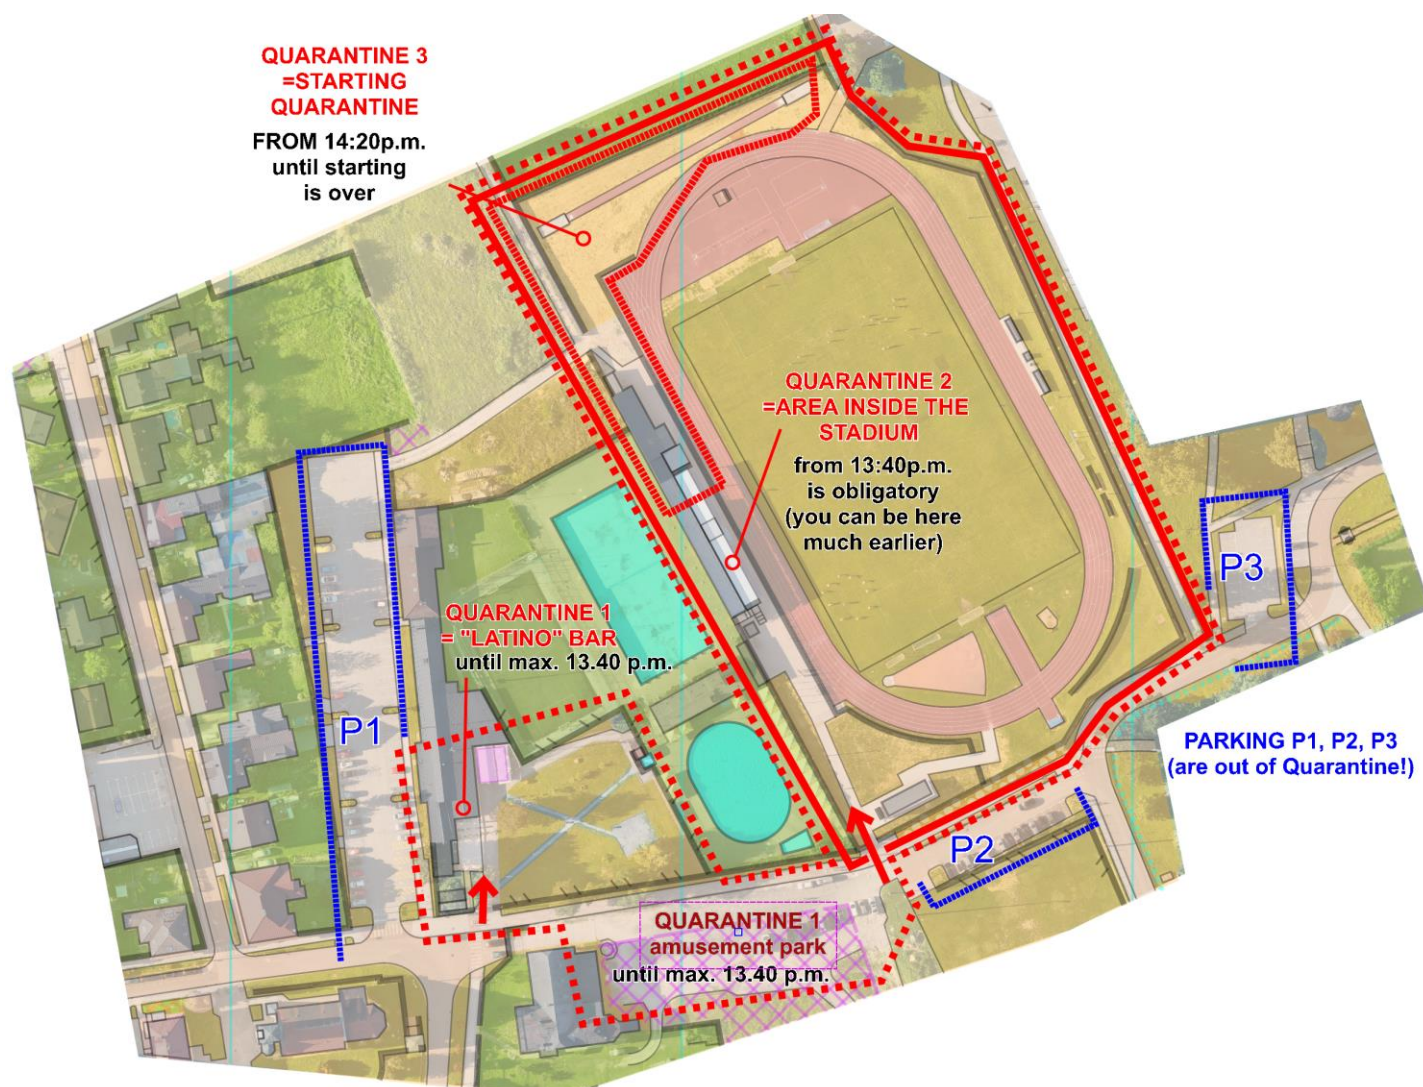 QUARANTINE 3
=STARTING
QUARANTINE
FROM 14:20p.m.
until starting
is over
QUARANTINE 2
=AREA INSIDE THE
STADIUM
from 13:40p.m.
is obligatory
(you can be here
much earlier)
P3
QUARANTINE 1
= "LATINO" BAR
until max. 13.40 p.m.
P1
PARKING P1, P2, P3
(are out of Quarantine!)
P2
QUARANTINE 1
amusement park
until max. 13.40 p.m.